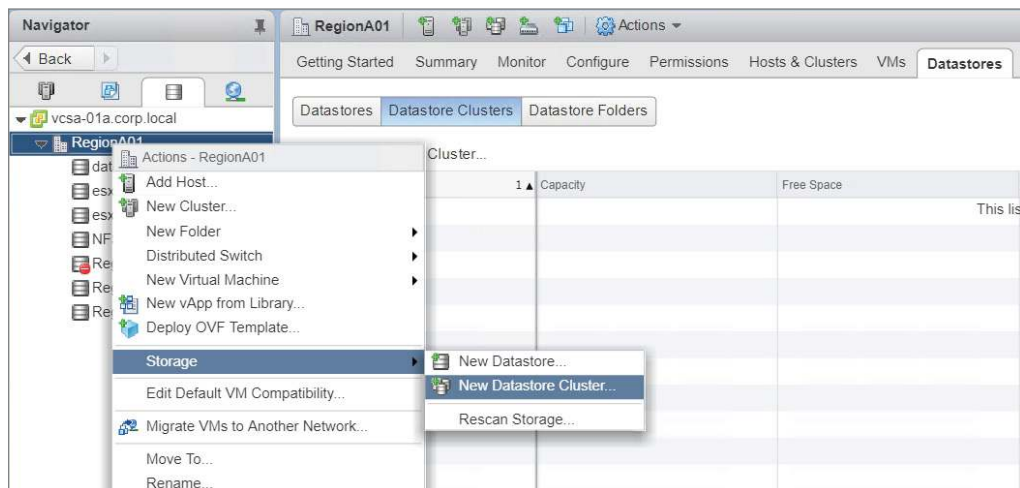 Navigator
Back
vcsa-01a.corp.local
RegionA01
dat
esx
esx
NF
Re
Re
Re
RegionA01 Actions
Getting Started Summary Monitor Configure Permissions Hosts & Clusters VMs Datastores
Datastores Datastore Clusters Datastore Folders
Cluster...
1 Capacity Free Space
This lis
Actions - RegionA01
Add Host...
New Cluster...
New Folder
Distributed Switch
New Virtual Machine
New vApp from Library...
Deploy OVF Template...
Storage
Edit Default VM Compatibility...
Migrate VMs to Another Network...
Move To...
Rename...
New Datastore...
New Datastore Cluster...
Rescan Storage...